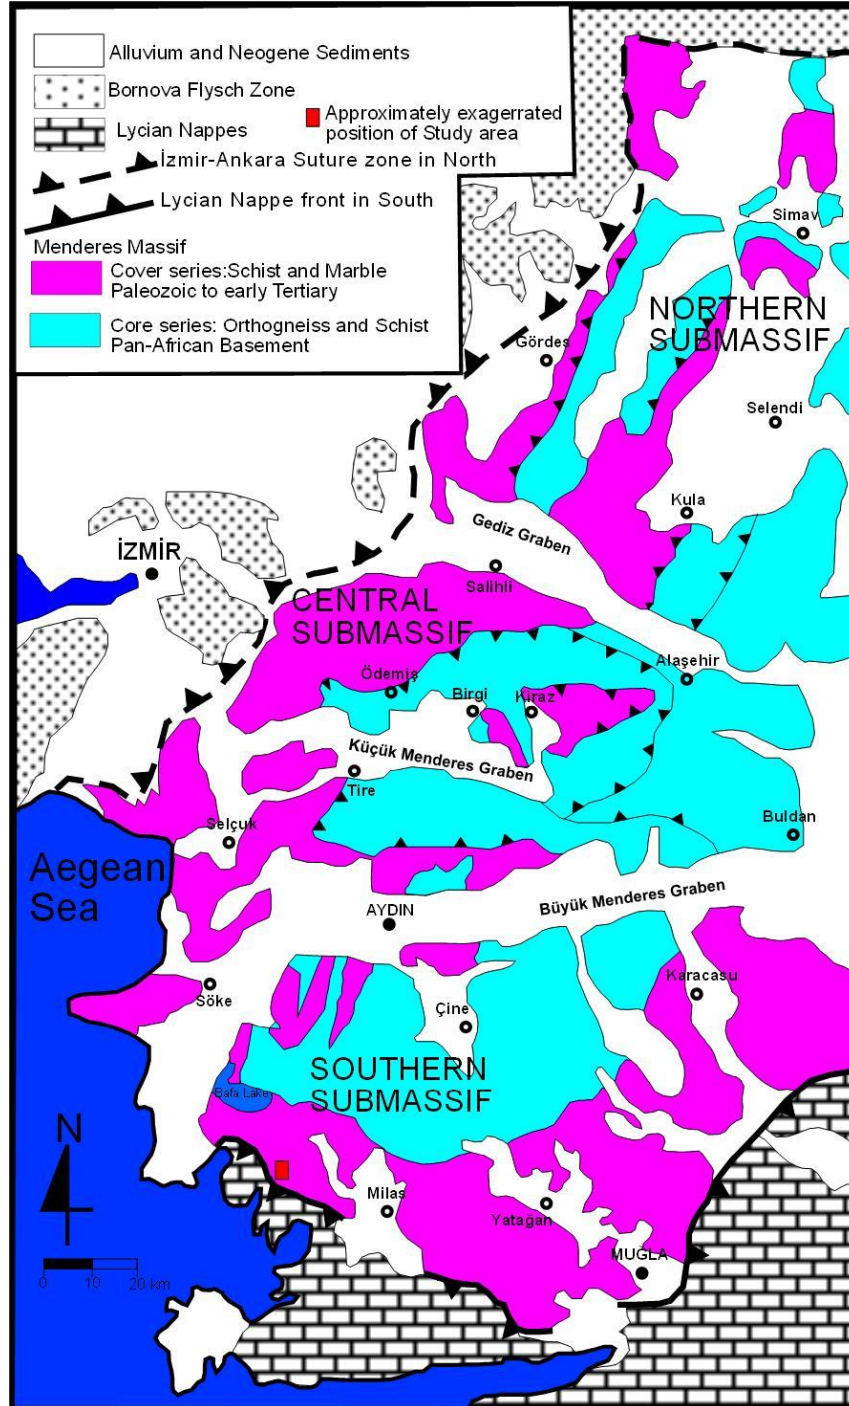 Alluvium and Neogene Sediments
Bornova Flysch Zone
Lycian Nappes
Approximately exagerrated
position of Study area
İzmir-Ankara Suture zone in North
Lycian Nappe front in South
Menderes Massif
Cover series:Schist and Marble
Paleozoic to early Tertiary
Core series: Orthogneiss and Schist
Pan-African Basement
Simav
NORTHERN
SUBMASSIF
Gördes
Selendi
Kula
Gediz Graben
İZMİR
Salihli
CENTRAL
SUBMASSIF
Alaşehir
Ödemiş
Birgi
Kiraz
Küçük Menderes Graben
Tire
Selçuk
Buldan
Aegean
Sea
Büyük Menderes Graben
AYDIN
Karacasu
Söke
Çine
SOUTHERN
SUBMASSIF
Bafa Lake
N
Milas
Yatağan
MUĞLA
0 10 20 km